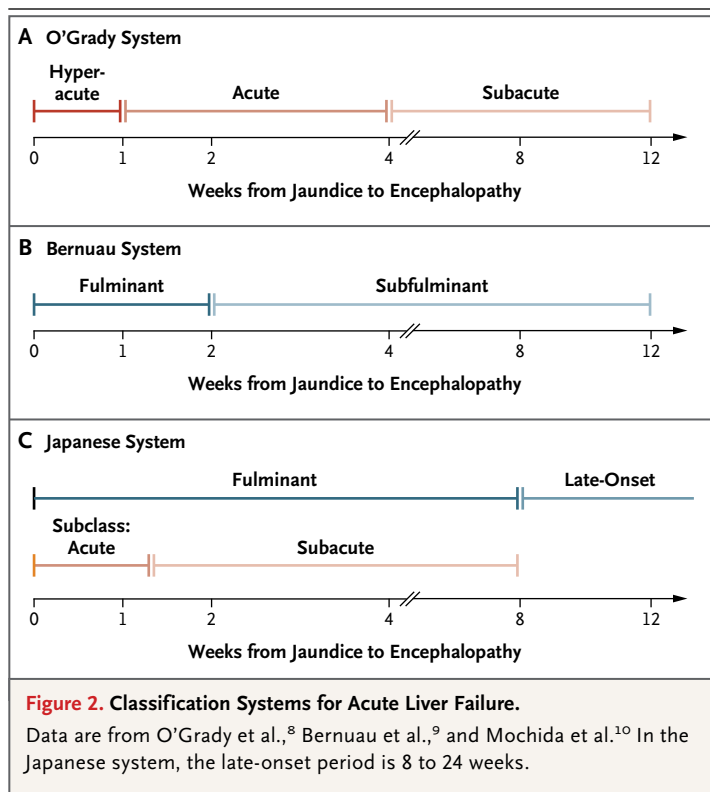 A O'Grady System
Hyper-
acute
Acute
Subacute
0 1 2 4 8 12
Weeks from Jaundice to Encephalopathy
B Bernuau System
Fulminant
Subfulminant
0 1 2 4 8 12
Weeks from Jaundice to Encephalopathy
C Japanese System
Fulminant
Late-Onset
Subclass:
Acute
Subacute
0 1 2 4 8 12
Weeks from Jaundice to Encephalopathy
Figure 2. Classification Systems for Acute Liver Failure.
Data are from O'Grady et al.,⁸ Bernuau et al.,⁹ and Mochida et al.¹⁰ In the
Japanese system, the late-onset period is 8 to 24 weeks.